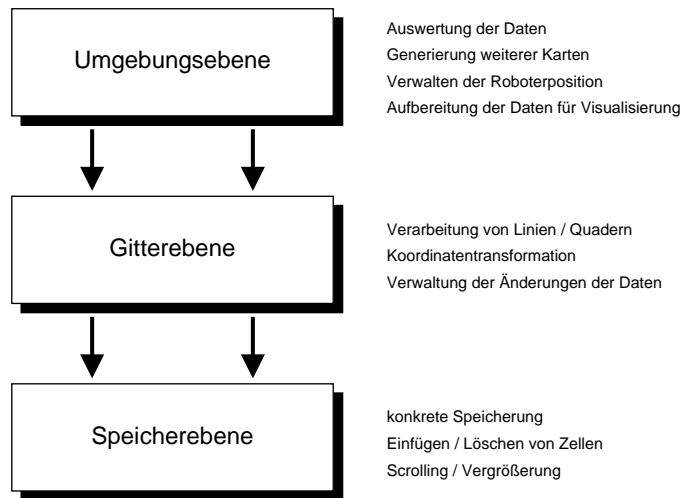 Umgebungsebene
Auswertung der Daten
Generierung weiterer Karten
Verwalten der Roboterposition
Aufbereitung der Daten für Visualisierung
Gitterebene
Verarbeitung von Linien / Quadern
Koordinatentransformation
Verwaltung der Änderungen der Daten
Speicherebene
konkrete Speicherung
Einfügen / Löschen von Zellen
Scrolling / Vergrößerung